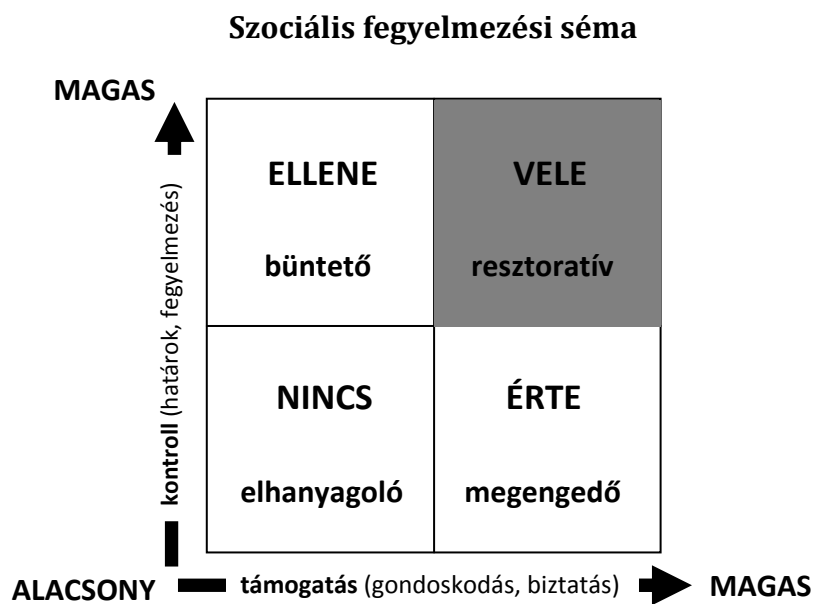 Szociális fegyelmezési séma
MAGAS
kontroll (határok, fegyelmezés)
ELLENE
VELE
büntető
resztoratív
NINCS
ÉRTE
elhanyagoló
megengedő
ALACSONY
támogatás (gondoskodás, biztatás)
MAGAS